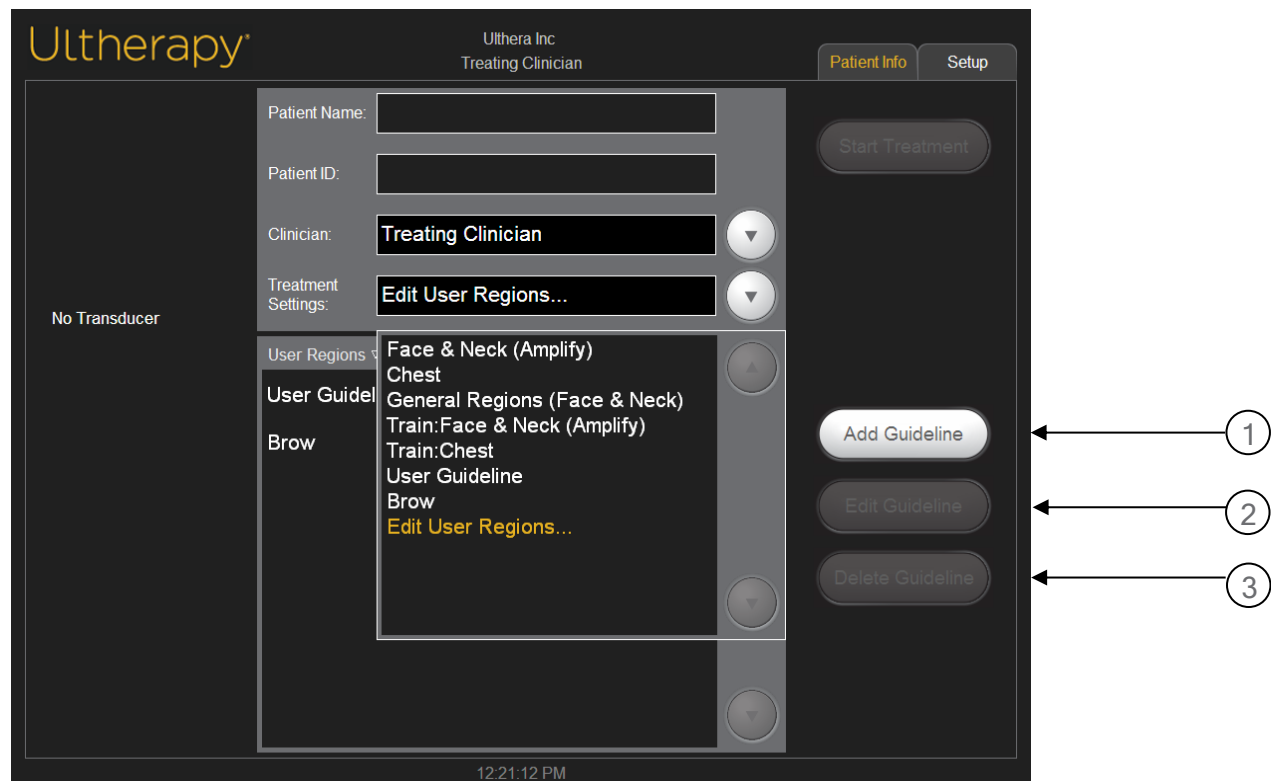 Ultherapy®
Ulthera Inc
Treating Clinician
Patient Info
Setup
Patient Name:
Start Treatment
Patient ID:
Clinician:
Treating Clinician
Treatment
Settings:
Edit User Regions...
No Transducer
User Regions
Face & Neck (Amplify)
Chest
User Guidel
General Regions (Face & Neck)
Train:Face & Neck (Amplify)
Train:Chest
Brow
User Guideline
Brow
Edit User Regions...
Add Guideline
1
Edit Guideline
2
Delete Guideline
3
12:21:12 PM